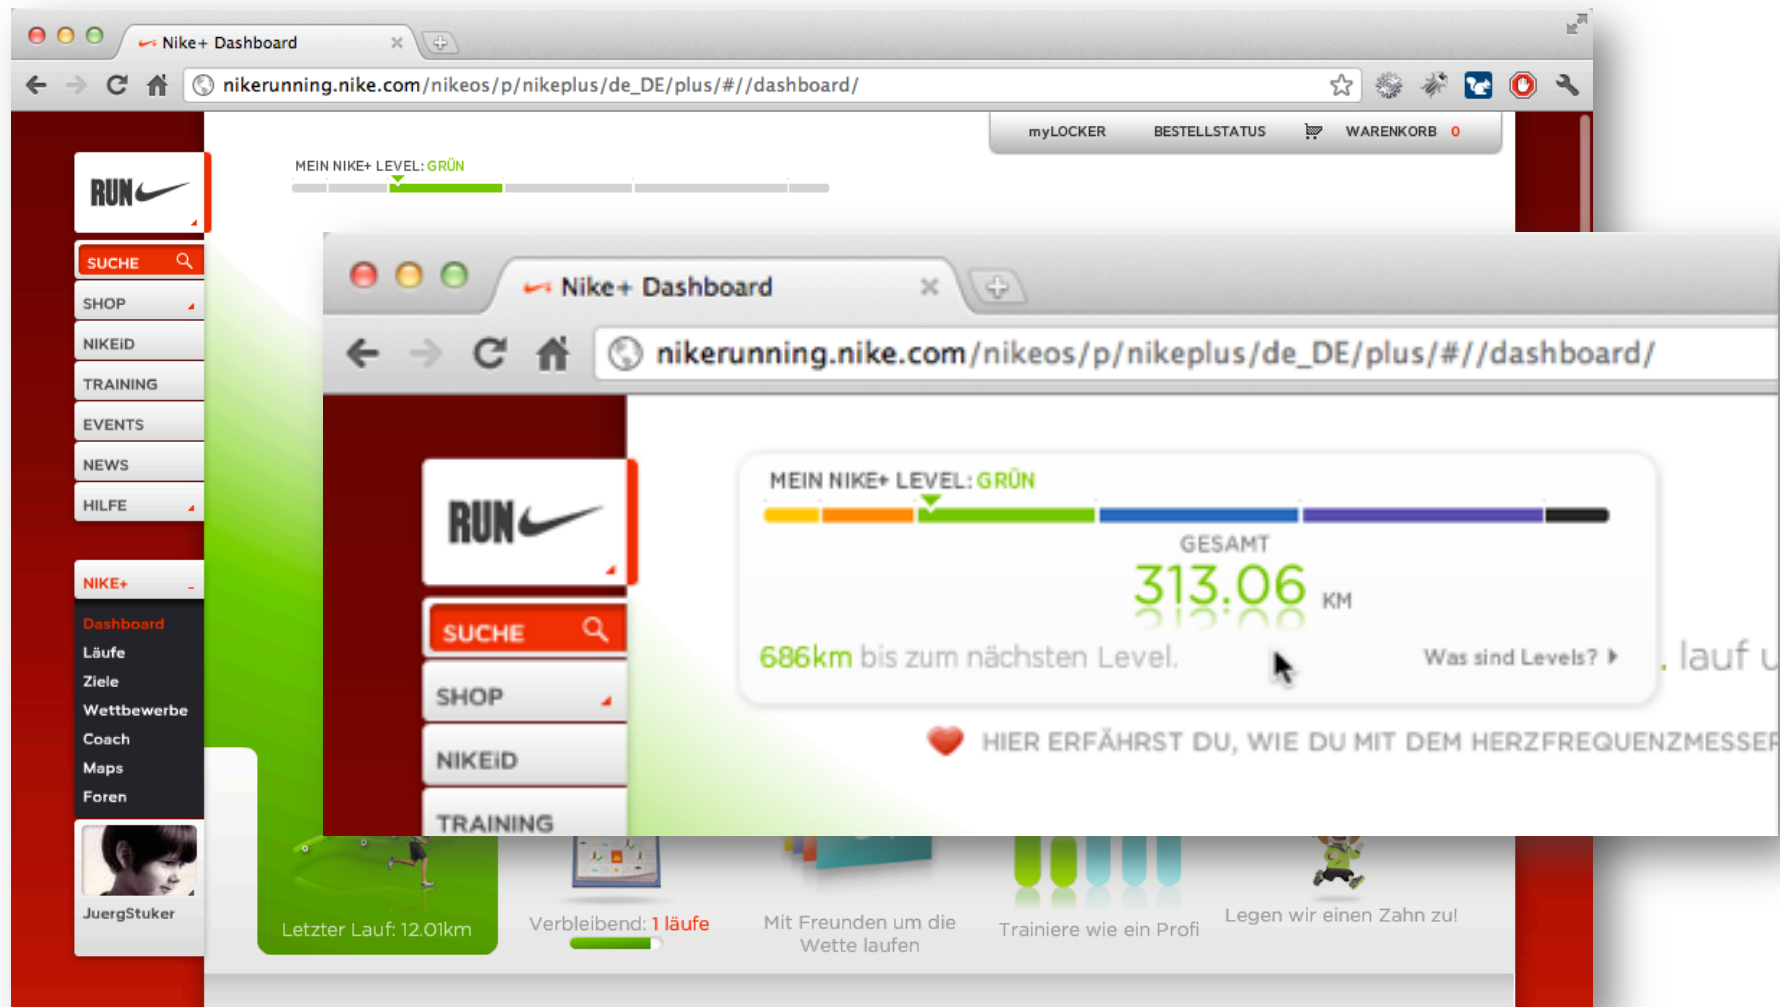 Nike+ Dashboard
nikerunning.nike.com/nikeos/p/nikeplus/de_DE/plus/#//dashboard/
myLOCKER BESTELLSTATUS WARENKORB 0
MEIN NIKE+ LEVEL: GRÜN
RUN
SUCHE
SHOP
NIKEiD
TRAINING
EVENTS
NEWS
HILFE
NIKE+
Dashboard
Läufe
Ziele
Wettbewerbe
Coach
Maps
Foren
JuergStuker
Nike+ Dashboard
nikerunning.nike.com/nikeos/p/nikeplus/de_DE/plus/#//dashboard/
RUN
SUCHE
SHOP
NIKEiD
TRAINING
MEIN NIKE+ LEVEL: GRÜN
GESAMT
313.06 KM
686km bis zum nächsten Level.
Was sind Levels?
. lauf u
HIER ERFÄHRST DU, WIE DU MIT DEM HERZFREQUENZMESSER
Letzter Lauf: 12.01km
Verbleibend: 1 läufe
Mit Freunden um die
Wette laufen
Trainiere wie ein Profi
Legen wir einen Zahn zu!